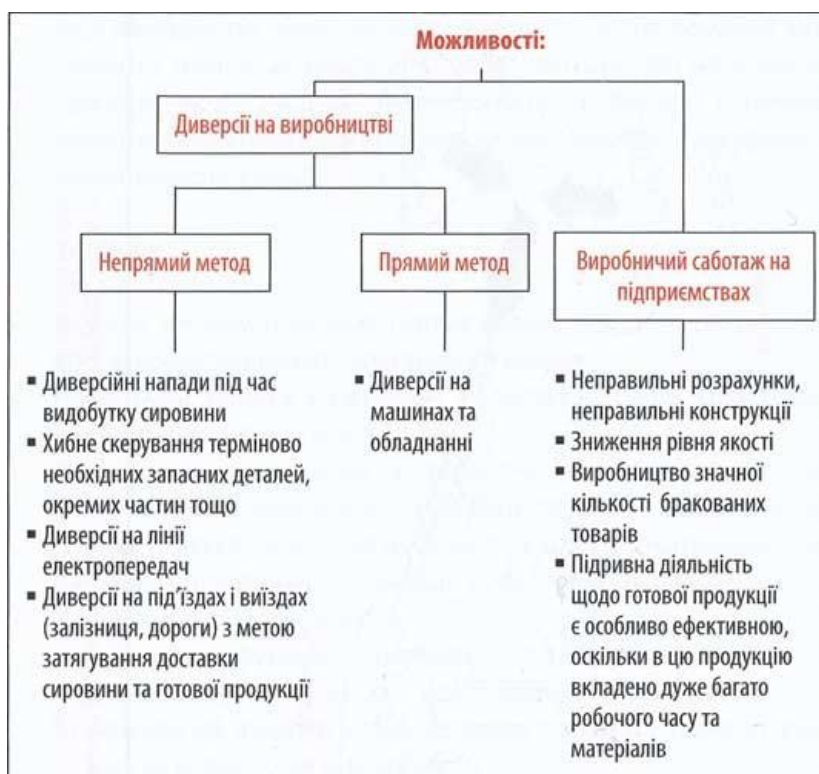 Можливості:
Диверсії на виробництві
Непрямий метод
Прямий метод
Виробничий саботаж на
підприємствах
▪ Диверсійні напади під час
видобутку сировини
▪ Хибне скерування терміново
необхідних запасних деталей,
окремих частин тощо
▪ Диверсії на лінії
електропередач
▪ Диверсії на під'їздах і виїздах
(залізниця, дороги) з метою
затягування доставки
сировини та готової продукції
▪ Диверсії на
машинах та
обладнанні
▪ Неправильні розрахунки,
неправильні конструкції
▪ Зниження рівня якості
▪ Виробництво значної
кількості бракованих
товарів
▪ Підривна діяльність
щодо готової продукції
є особливо ефективною,
оскільки в цю продукцію
вкладено дуже багато
робочого часу та
матеріалів